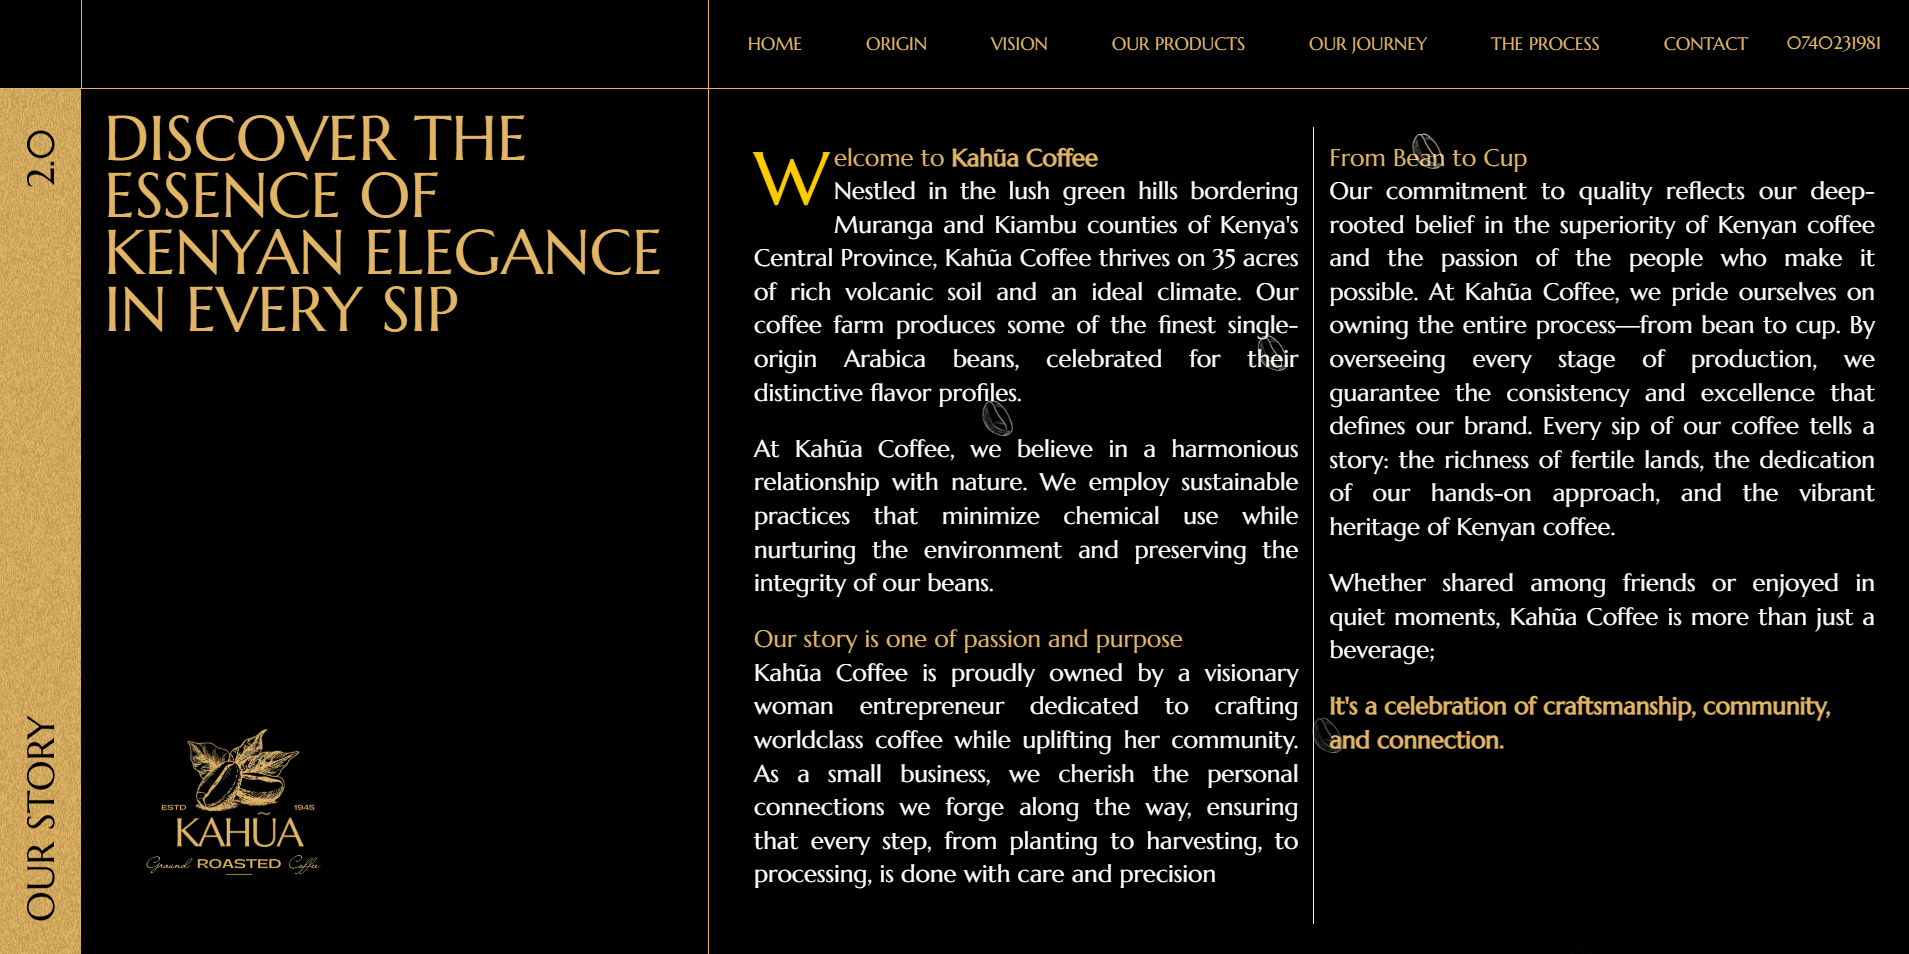 HOME ORIGIN VISION OUR PRODUCTS OUR JOURNEY THE PROCESS CONTACT 0740231981
2.0
OUR STORY
DISCOVER THE
ESSENCE OF
KENYAN ELEGANCE
IN EVERY SIP
ESTD 1945
KAHŨA
Ground ROASTED Coffee
Welcome to Kahũa Coffee
Nestled in the lush green hills bordering
Muranga and Kiambu counties of Kenya's
Central Province, Kahũa Coffee thrives on 35 acres
of rich volcanic soil and an ideal climate. Our
coffee farm produces some of the finest single-
origin Arabica beans, celebrated for their
distinctive flavor profiles.
At Kahũa Coffee, we believe in a harmonious
relationship with nature. We employ sustainable
practices that minimize chemical use while
nurturing the environment and preserving the
integrity of our beans.
Our story is one of passion and purpose
Kahũa Coffee is proudly owned by a visionary
woman entrepreneur dedicated to crafting
worldclass coffee while uplifting her community.
As a small business, we cherish the personal
connections we forge along the way, ensuring
that every step, from planting to harvesting, to
processing, is done with care and precision
From Bean to Cup
Our commitment to quality reflects our deep-
rooted belief in the superiority of Kenyan coffee
and the passion of the people who make it
possible. At Kahũa Coffee, we pride ourselves on
owning the entire process—from bean to cup. By
overseeing every stage of production, we
guarantee the consistency and excellence that
defines our brand. Every sip of our coffee tells a
story: the richness of fertile lands, the dedication
of our hands-on approach, and the vibrant
heritage of Kenyan coffee.
Whether shared among friends or enjoyed in
quiet moments, Kahũa Coffee is more than just a
beverage;
It's a celebration of craftsmanship, community,
and connection.